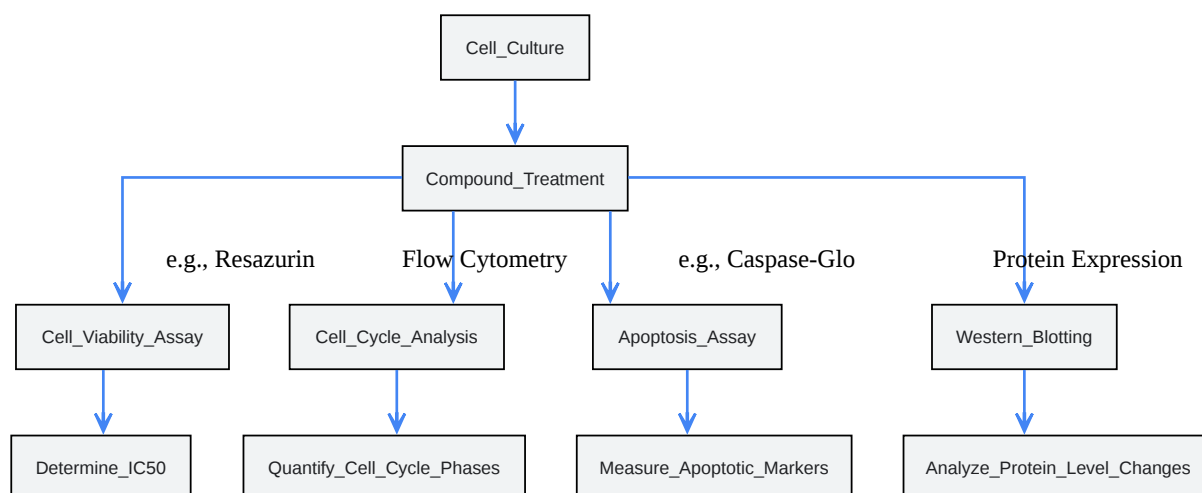 Cell_Culture
Compound_Treatment
e.g., Resazurin
Flow Cytometry
e.g., Caspase-Glo
Protein Expression
Cell_Viability_Assay
Cell_Cycle_Analysis
Apoptosis_Assay
Western_Blotting
Determine_IC50
Quantify_Cell_Cycle_Phases
Measure_Apoptotic_Markers
Analyze_Protein_Level_Changes